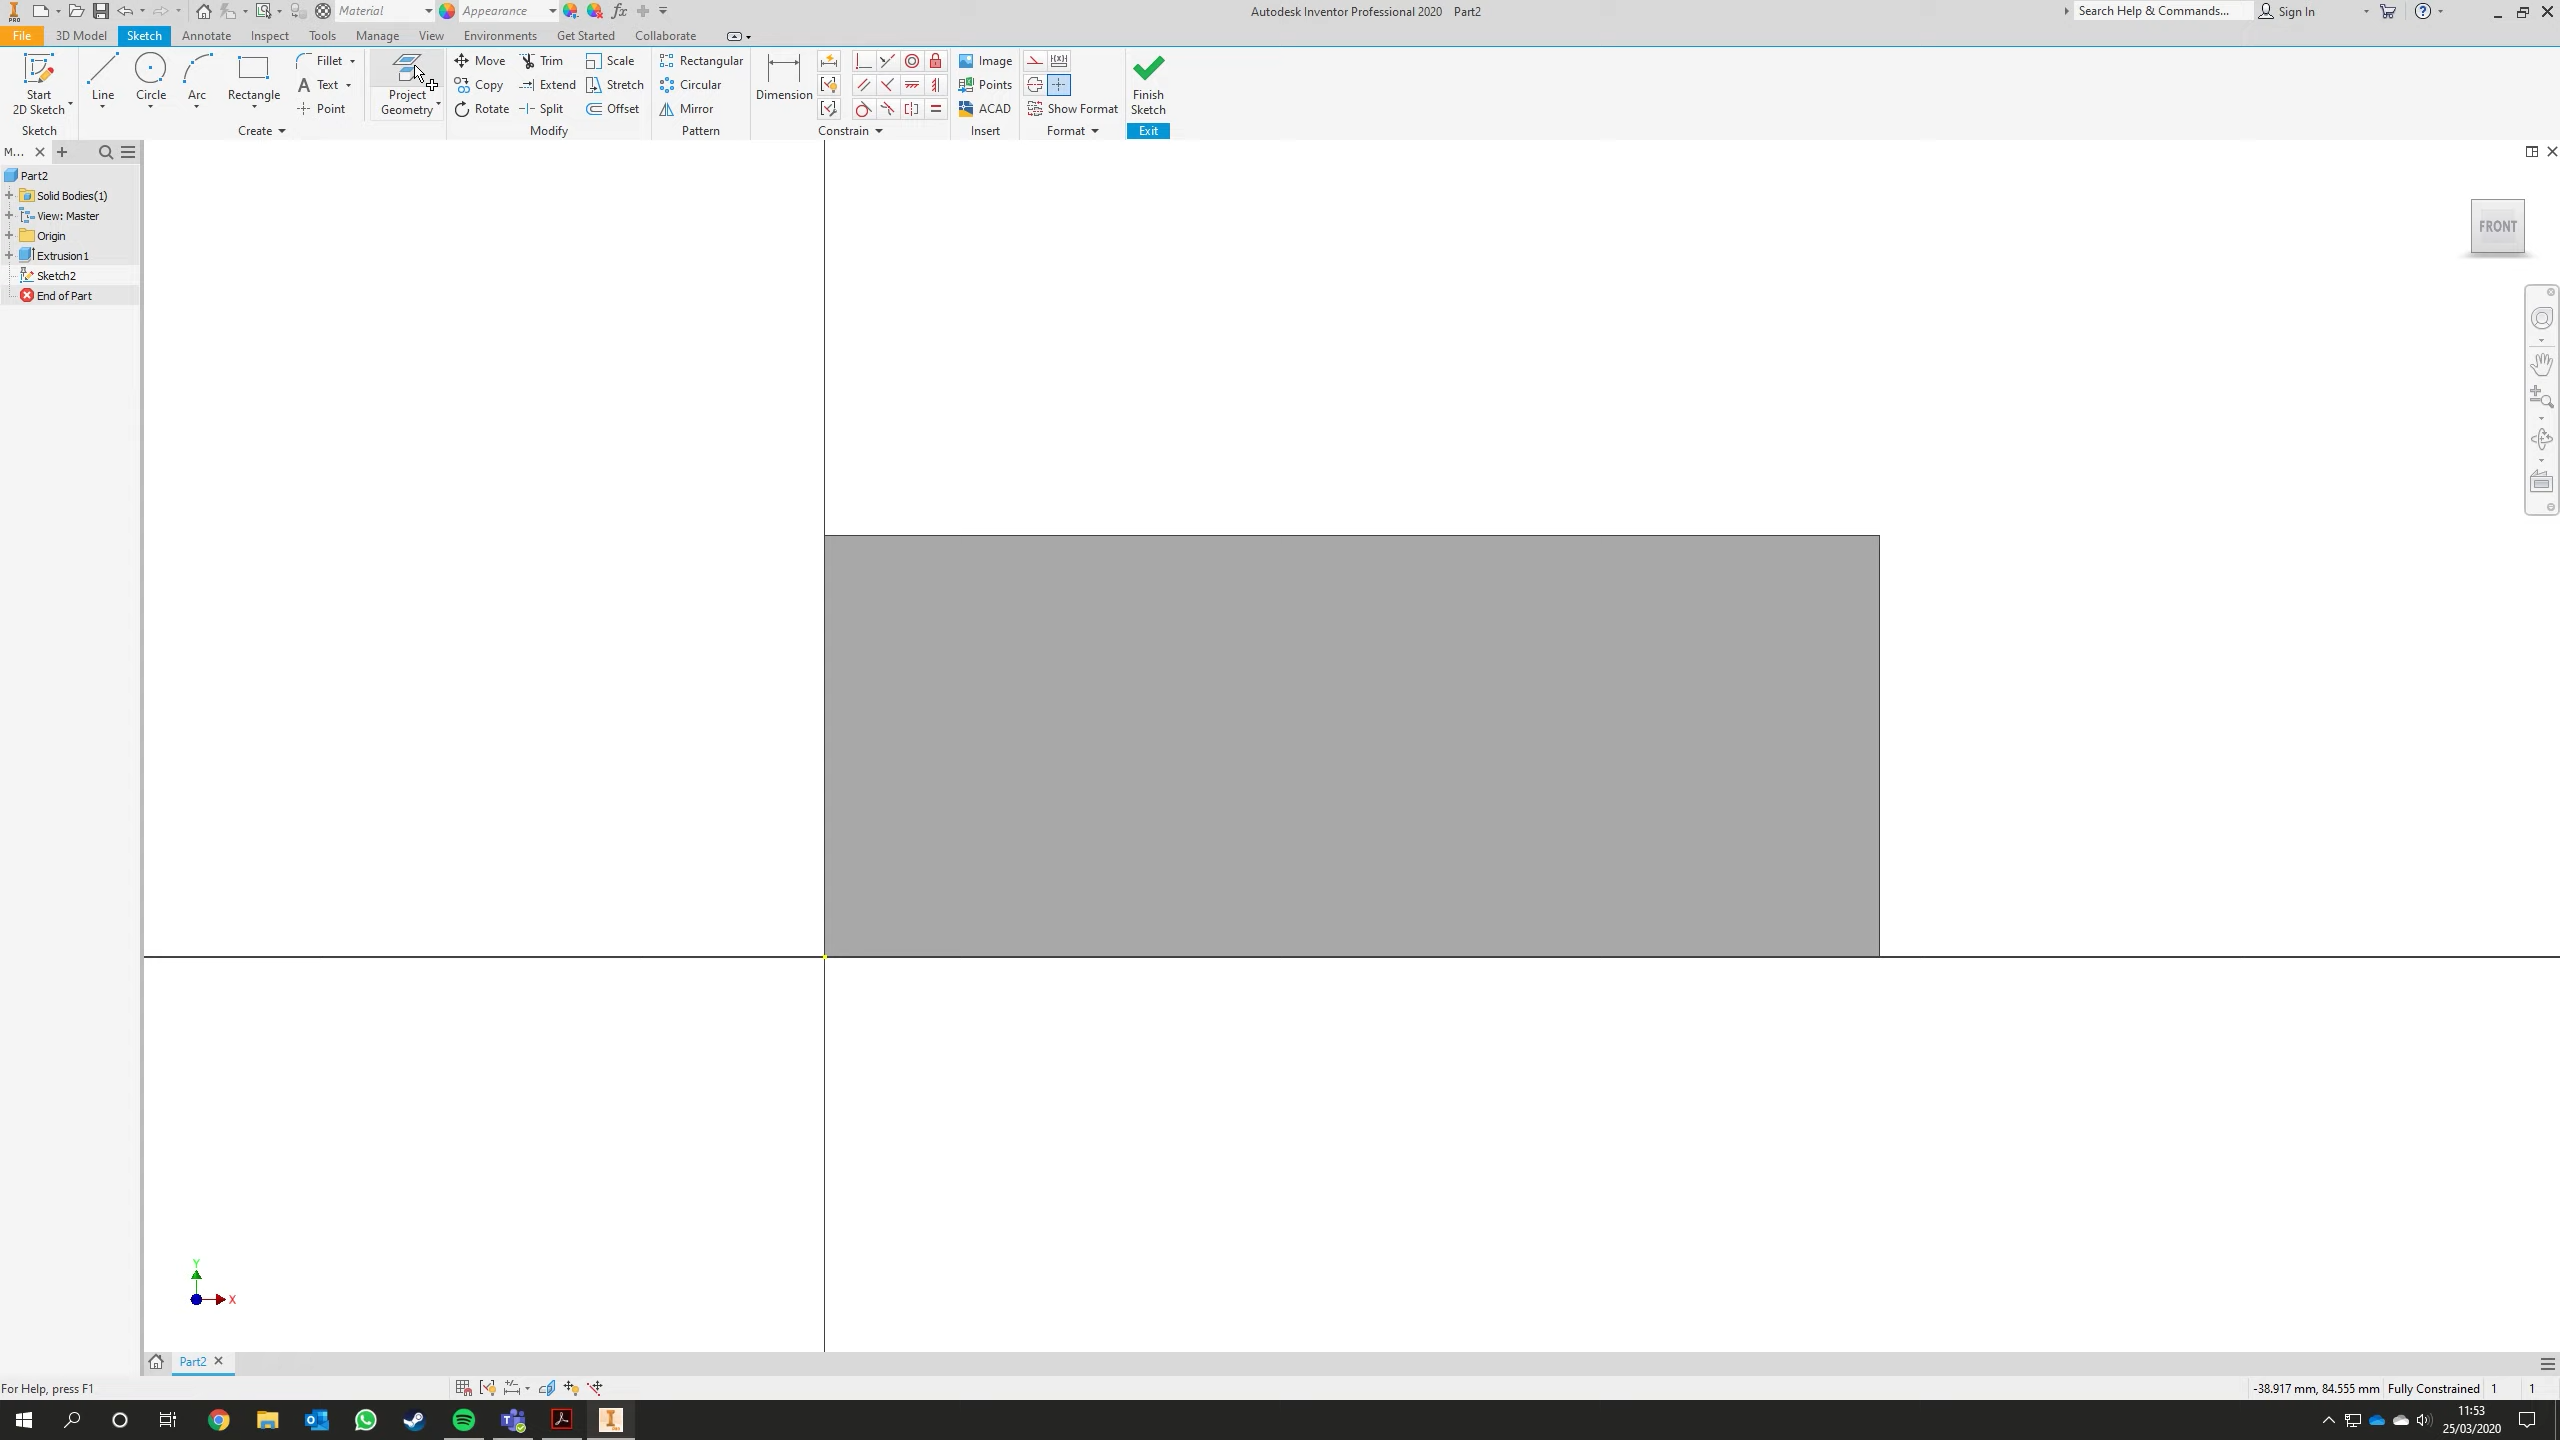 PRO Material Appearance fx Autodesk Inventor Professional 2020 Part2 Search Help & Commands... Sign In
File 3D Model Sketch Annotate Inspect Tools Manage View Environments Get Started Collaborate
Start 2D Sketch
Line
Circle
Arc
Rectangle
Fillet
Text
Point
Project Geometry
Move Trim Scale
Copy Extend Stretch
Rotate Split Offset
Rectangular
Circular
Mirror
Dimension
Image
Points
ACAD
Show Format
Finish Sketch
Sketch Create Modify Pattern Constrain Insert Format Exit
M...
Part2
Solid Bodies(1)
View: Master
Origin
Extrusion1
Sketch2
End of Part
FRONT
Y
X
Part2
For Help, press F1
-38.917 mm, 84.555 mm Fully Constrained 1 1
11:53
25/03/2020